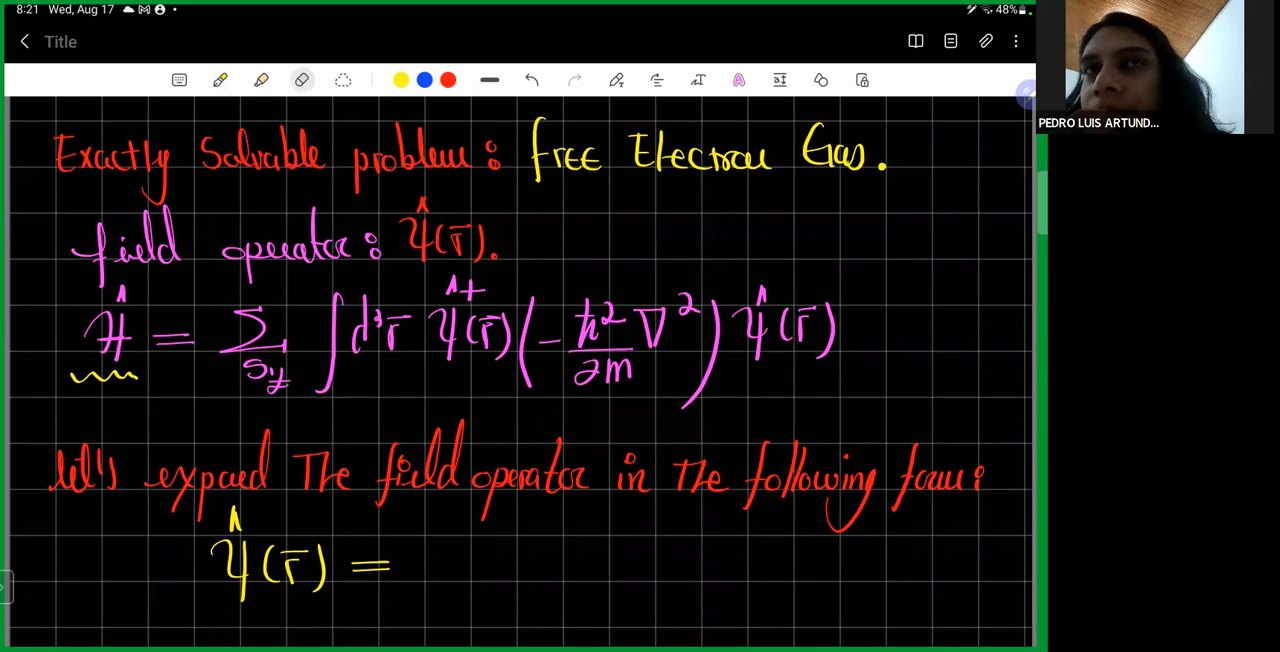 8:21 Wed, Aug 17
48%
Title
PEDRO LUIS ARTUND...
Exactly Solvable problem: FREE Electron Gas.
field operator: Ψ̂(r̄).
Ĥ = Σ_{S_z} ∫ d³r̄ Ψ̂⁺(r̄) (− ℏ²/2m ∇²) Ψ̂(r̄)
let's expand The field operator in The following form:
Ψ̂(r̄) =